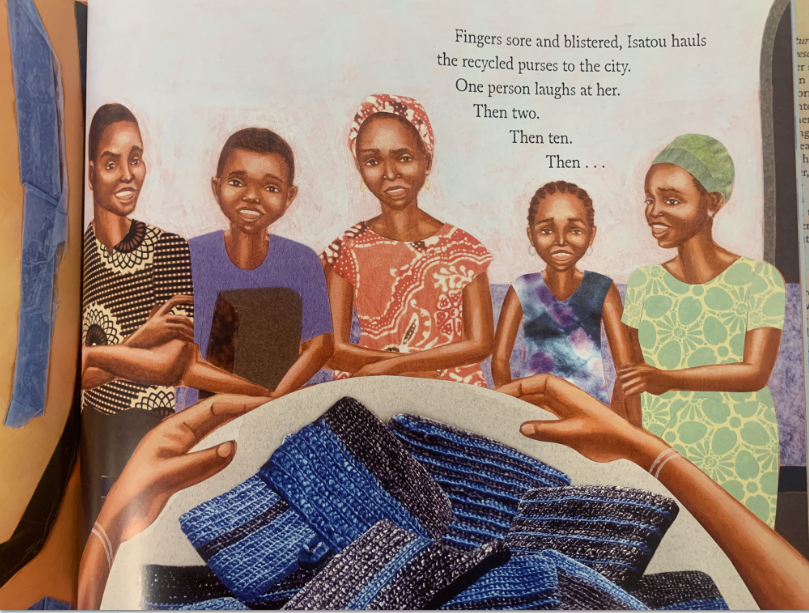 Fingers sore and blistered, Isatou hauls
the recycled purses to the city.
One person laughs at her.
Then two.
Then ten.
Then . . .